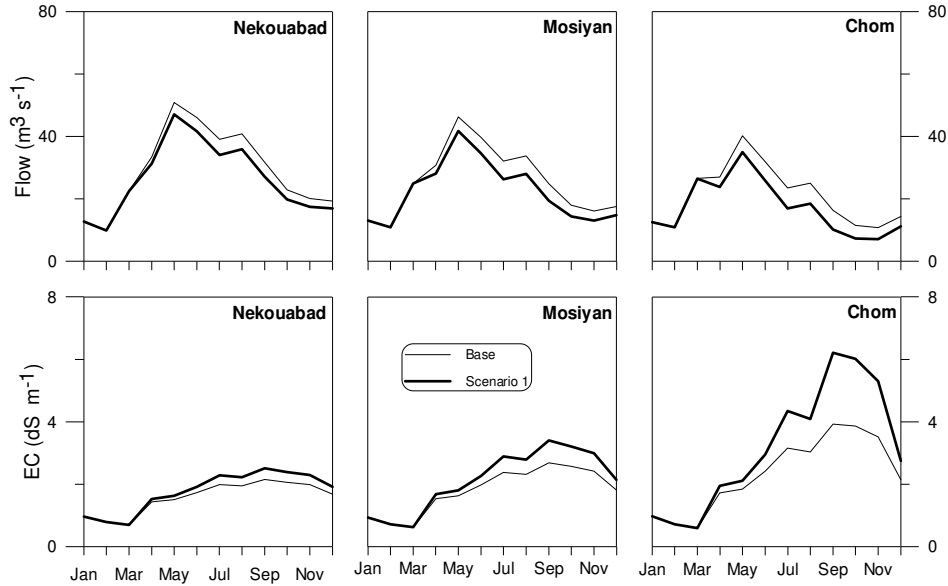 80 Nekouabad Mosiyan Chom 80
Flow (m3 s-1)
40 40
0 0
8 Nekouabad Mosiyan Chom 8
EC (dS m-1)
Base
Scenario 1
4 4
0 0
Jan Mar May Jul Sep Nov Jan Mar May Jul Sep Nov Jan Mar May Jul Sep Nov